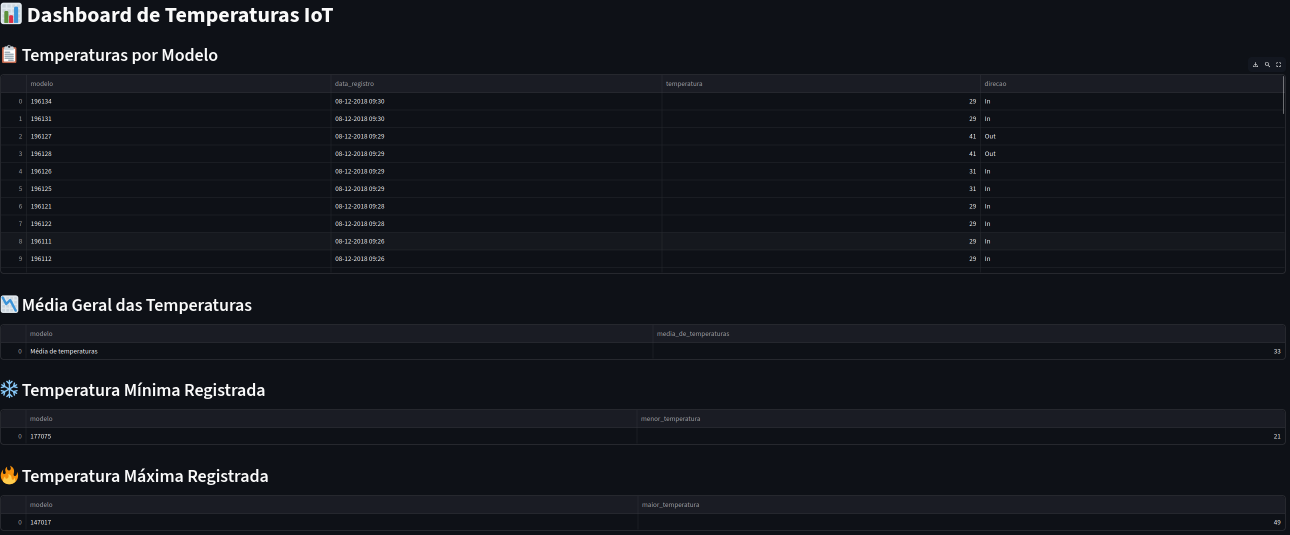 Dashboard de Temperaturas IoT
Temperaturas por Modelo
modelo data_registro temperatura direcao
0 196134 08-12-2018 09:30 29 In
1 196131 08-12-2018 09:30 29 In
2 196127 08-12-2018 09:29 41 Out
3 196128 08-12-2018 09:29 41 Out
4 196126 08-12-2018 09:29 31 In
5 196125 08-12-2018 09:29 31 In
6 196121 08-12-2018 09:28 29 In
7 196122 08-12-2018 09:28 29 In
8 196111 08-12-2018 09:26 29 In
9 196112 08-12-2018 09:26 29 In
Média Geral das Temperaturas
modelo media_de_temperaturas
0 Média de temperaturas 33
Temperatura Mínima Registrada
modelo menor_temperatura
0 177075 21
Temperatura Máxima Registrada
modelo maior_temperatura
0 147017 49